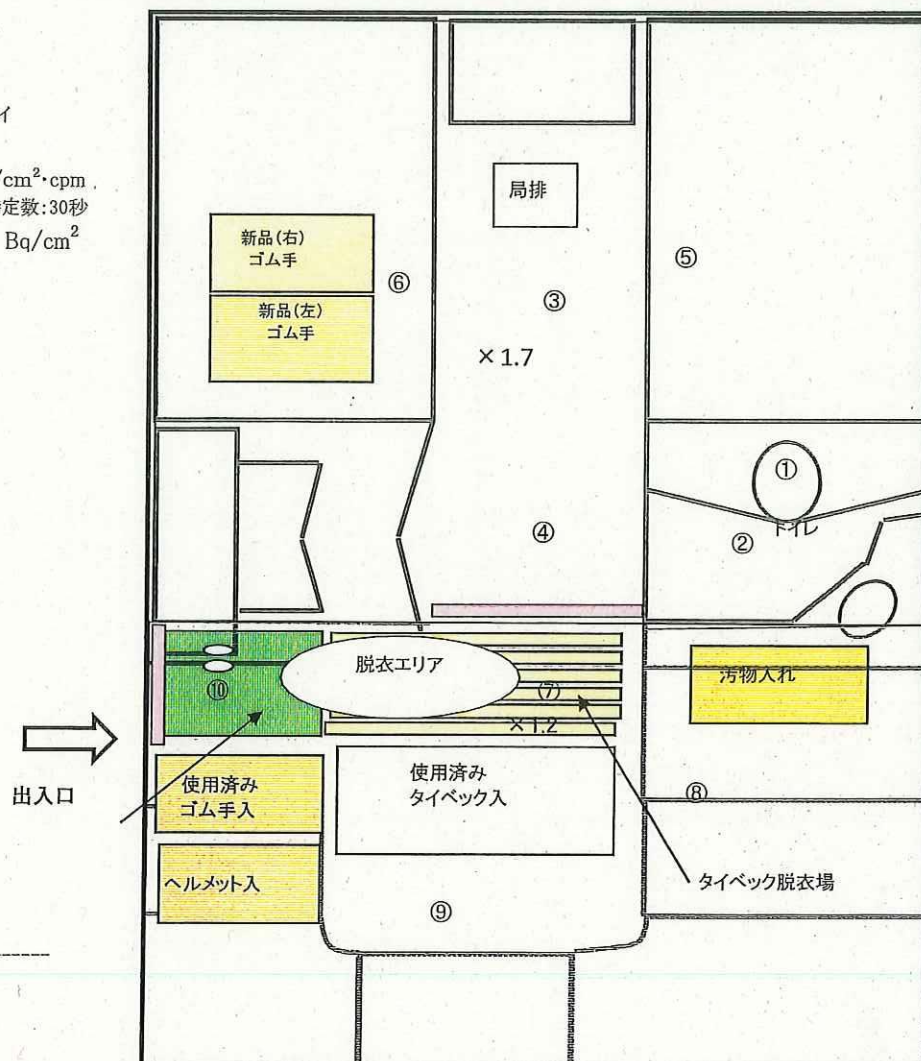 イ
/cm²・cpm
定数:30秒
Bq/cm²
局排
新品(右)
ゴム手
新品(左)
ゴム手
⑥
③
⑤
×1.7
①
トイレ
④
②
脱衣エリア
⑩
(7)
×1.2
汚物入れ
出入口
使用済み
ゴム手入
使用済み
タイベック入
⑧
ヘルメット入
タイベック脱衣場
⑨